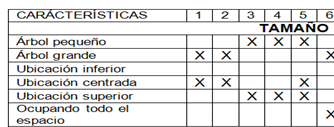 CARÁCTERÍSTICAS 1 2 3 4 5 6
TAMAÑO
Árbol pequeño X X X
Árbol grande X X X
Ubicación inferior
Ubicación centrada X X X
Ubicación superior X X X
Ocupando todo el
espacio X